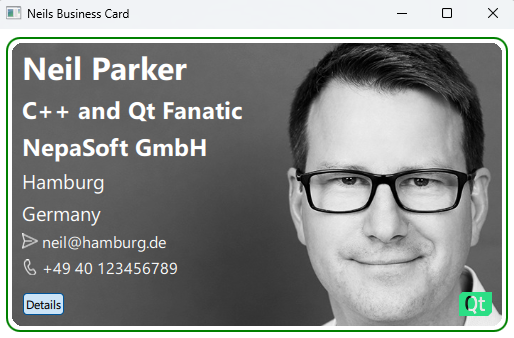 Neils Business Card
Neil Parker
C++ and Qt Fanatic
NepaSoft GmbH
Hamburg
Germany
neil@hamburg.de
+49 40 123456789
Details
Qt